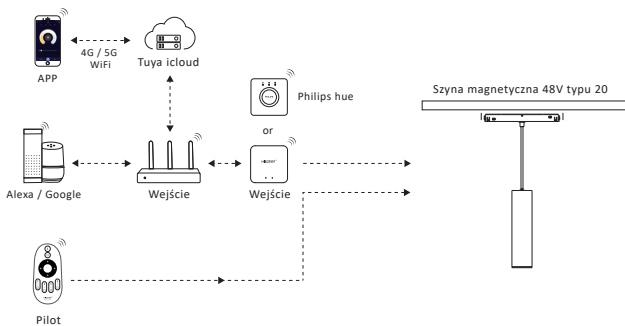 4G / 5G
WiFi
APP
Tuya icloud
Philips hue
or
Szyna magnetyczna 48V typu 20
Alexa / Google
Wejście
Wejście
Pilot